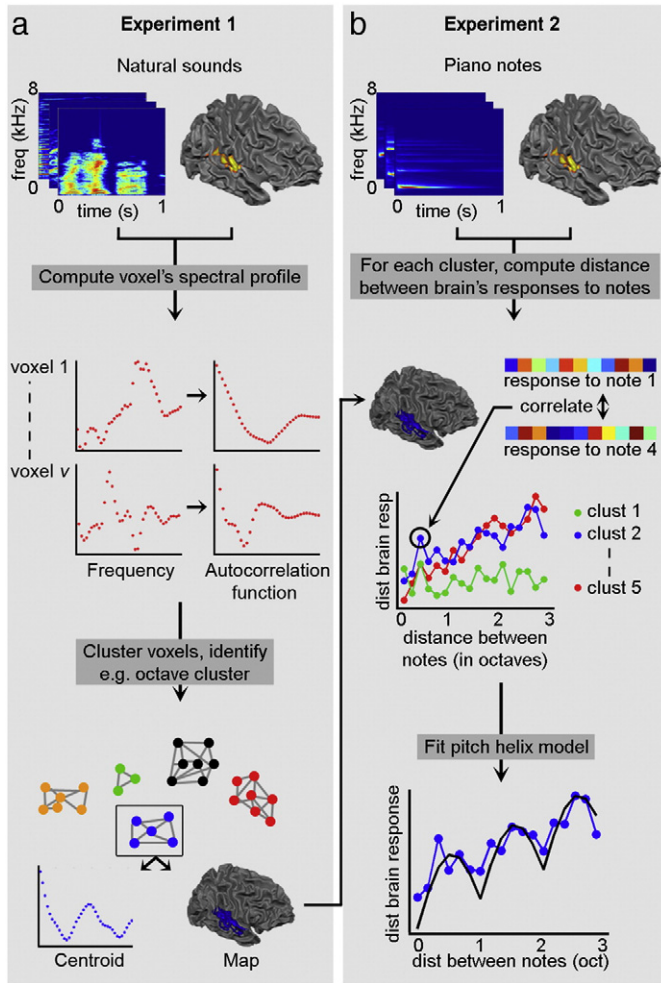 a
Experiment 1
Natural sounds
freq (kHz)
8
0
0
1
time (s)
Compute voxel's spectral profile
voxel 1
voxel v
Frequency
Autocorrelation
function
Cluster voxels, identify
e.g. octave cluster
Centroid
Map
b
Experiment 2
Piano notes
freq (kHz)
8
0
0
1
time (s)
For each cluster, compute distance
between brain's responses to notes
response to note 1
correlate
response to note 4
dist brain resp
clust 1
clust 2
clust 5
0 1 2 3
distance between
notes (in octaves)
Fit pitch helix model
dist brain response
0 1 2 3
dist between notes (oct)